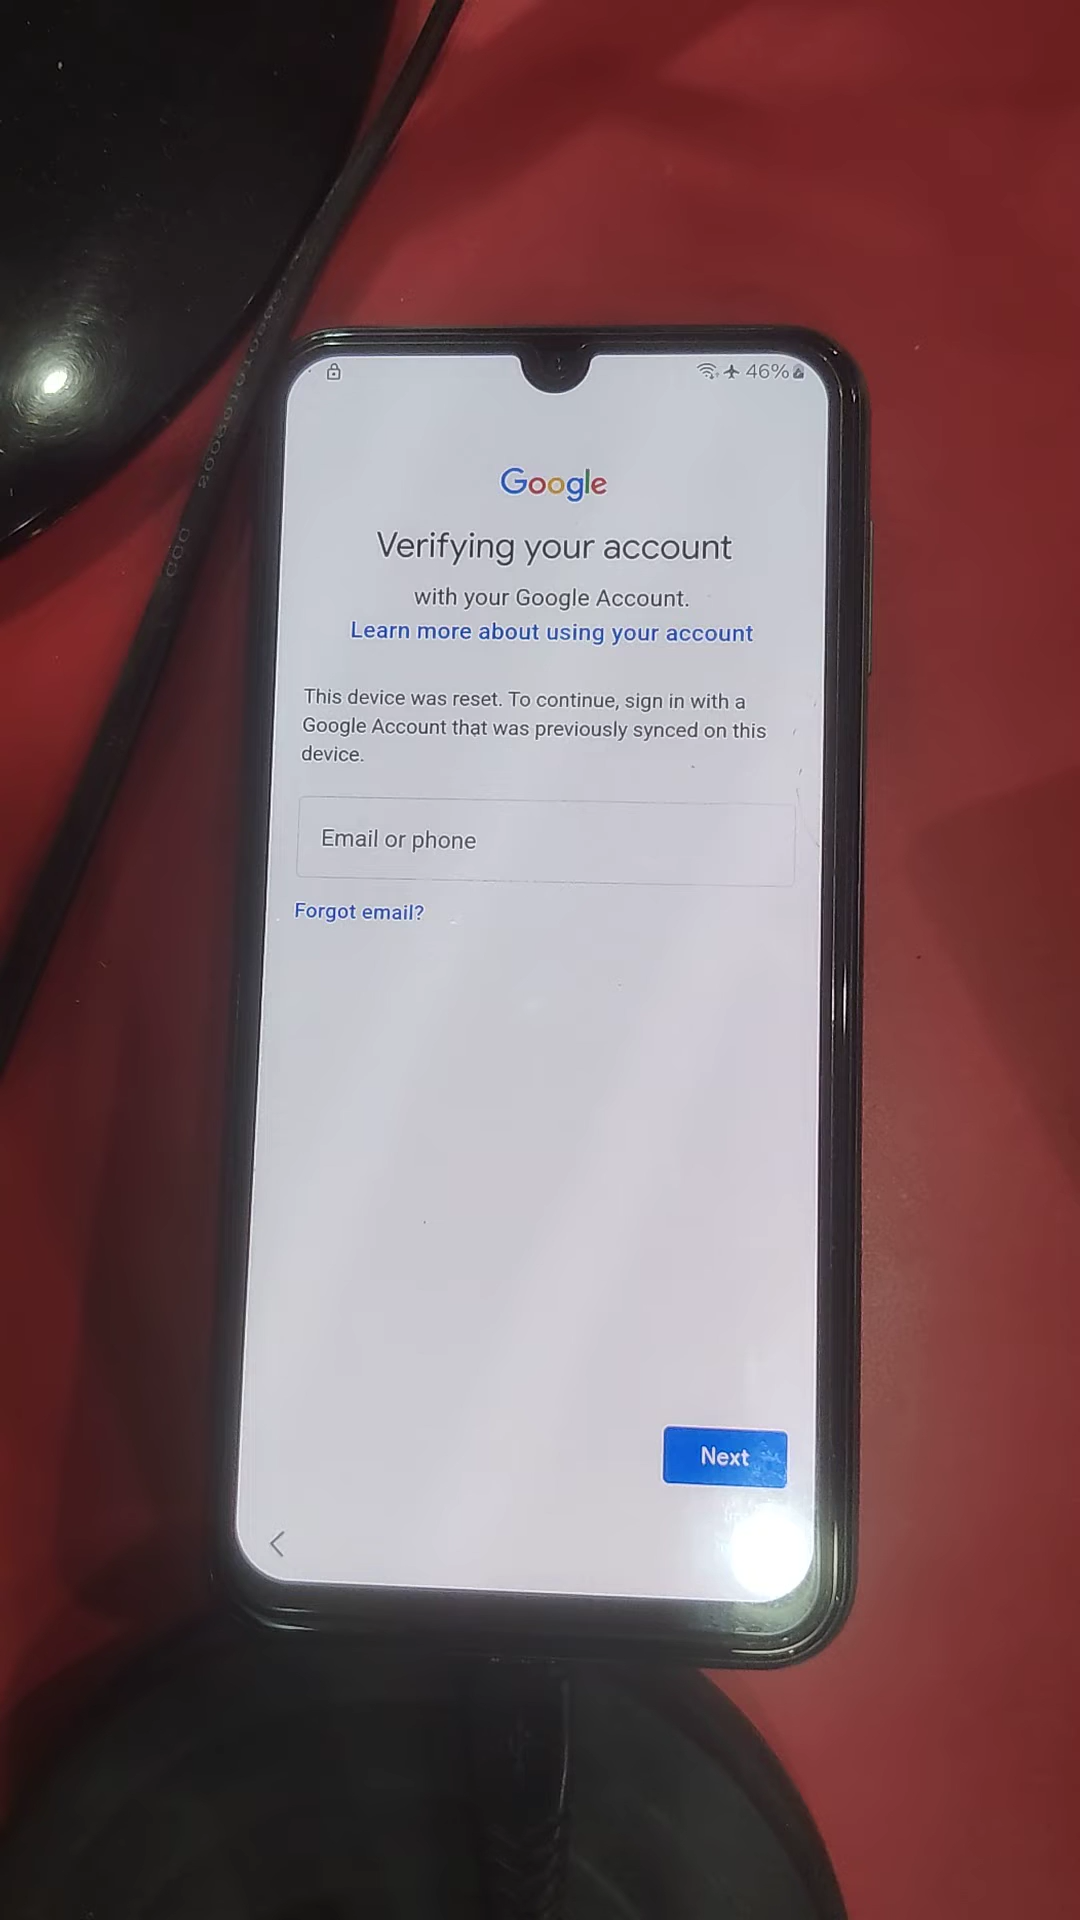 46%
Google
Verifying your account
with your Google Account.
Learn more about using your account
This device was reset. To continue, sign in with a
Google Account that was previously synced on this
device.
Email or phone
Forgot email?
Next